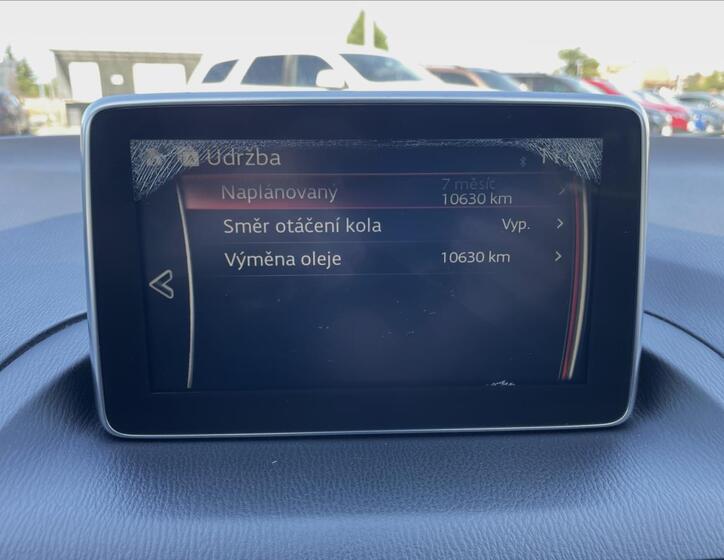 Údržba
Naplánovaný 7 měsíc
10630 km
Směr otáčení kola Vyp.
Výměna oleje 10630 km